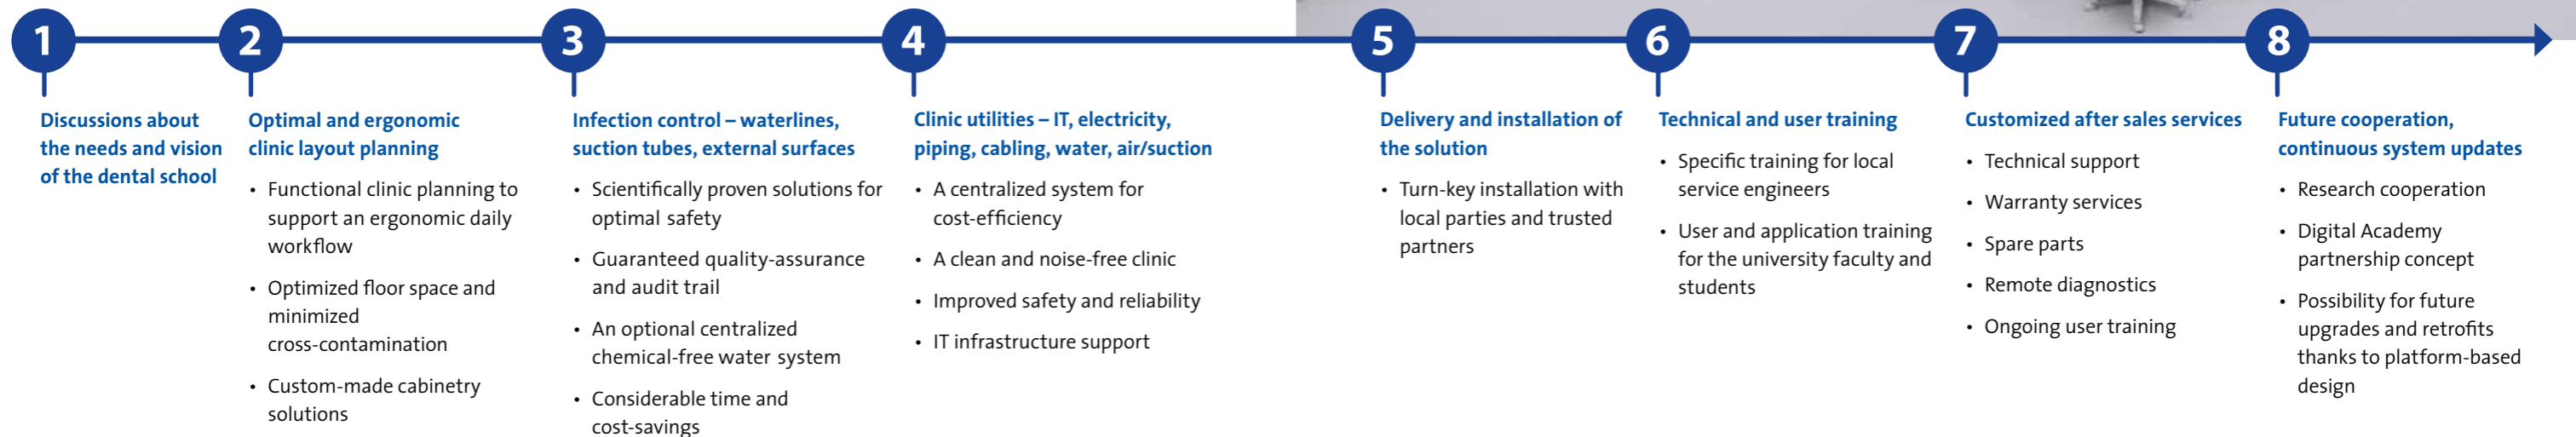 1
Discussions about
the needs and vision
of the dental school
2
Optimal and ergonomic
clinic layout planning
• Functional clinic planning to
support an ergonomic daily
workflow
• Optimized floor space and
minimized
cross-contamination
• Custom-made cabinetry
solutions
3
Infection control – waterlines,
suction tubes, external surfaces
• Scientifically proven solutions for
optimal safety
• Guaranteed quality-assurance
and audit trail
• An optional centralized
chemical-free water system
• Considerable time and
cost-savings
4
Clinic utilities – IT, electricity,
piping, cabling, water, air/suction
• A centralized system for
cost-efficiency
• A clean and noise-free clinic
• Improved safety and reliability
• IT infrastructure support
5
Delivery and installation of
the solution
• Turn-key installation with
local parties and trusted
partners
6
Technical and user training
• Specific training for local
service engineers
• User and application training
for the university faculty and
students
7
Customized after sales services
• Technical support
• Warranty services
• Spare parts
• Remote diagnostics
• Ongoing user training
8
Future cooperation,
continuous system updates
• Research cooperation
• Digital Academy
partnership concept
• Possibility for future
upgrades and retrofits
thanks to platform-based
design